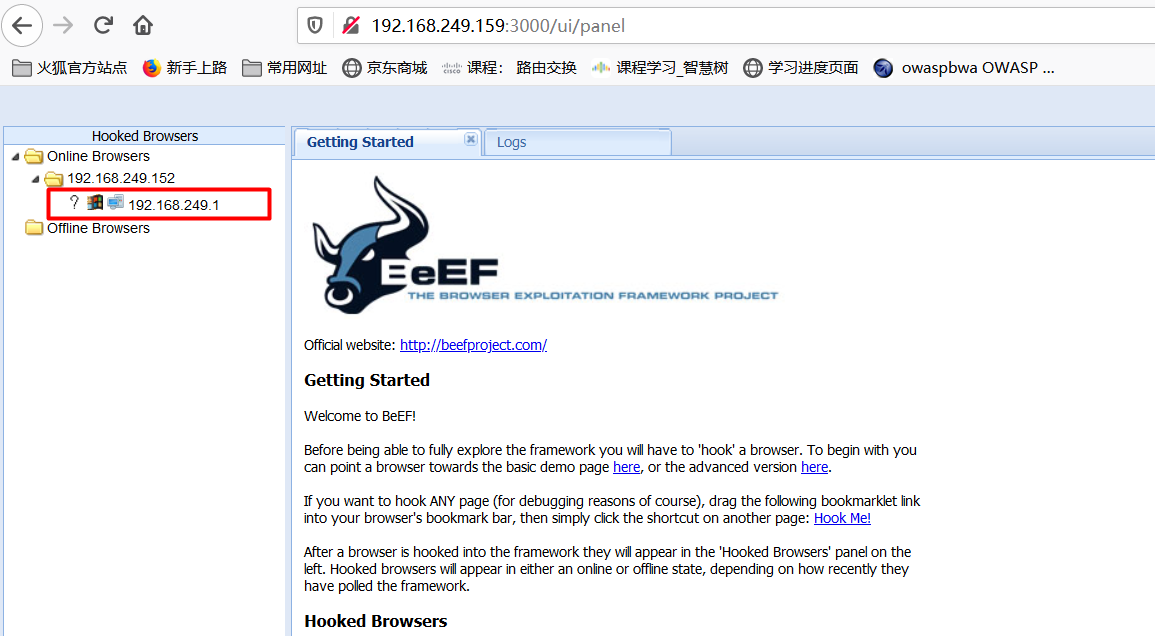 192.168.249.159:3000/ui/panel
火狐官方站点 新手上路 常用网址 京东商城 课程： 路由交换 课程学习_智慧树 学习进度页面 owaspbwa OWASP ...
Hooked Browsers
Getting Started
Logs
Online Browsers
192.168.249.152
? 192.168.249.1
Offline Browsers
BeEF
THE BROWSER EXPLOITATION FRAMEWORK PROJECT
Official website: http://beefproject.com/
Getting Started
Welcome to BeEF!
Before being able to fully explore the framework you will have to 'hook' a browser. To begin with you
can point a browser towards the basic demo page here, or the advanced version here.
If you want to hook ANY page (for debugging reasons of course), drag the following bookmarklet link
into your browser's bookmark bar, then simply click the shortcut on another page: Hook Me!
After a browser is hooked into the framework they will appear in the 'Hooked Browsers' panel on the
left. Hooked browsers will appear in either an online or offline state, depending on how recently they
have polled the framework.
Hooked Browsers